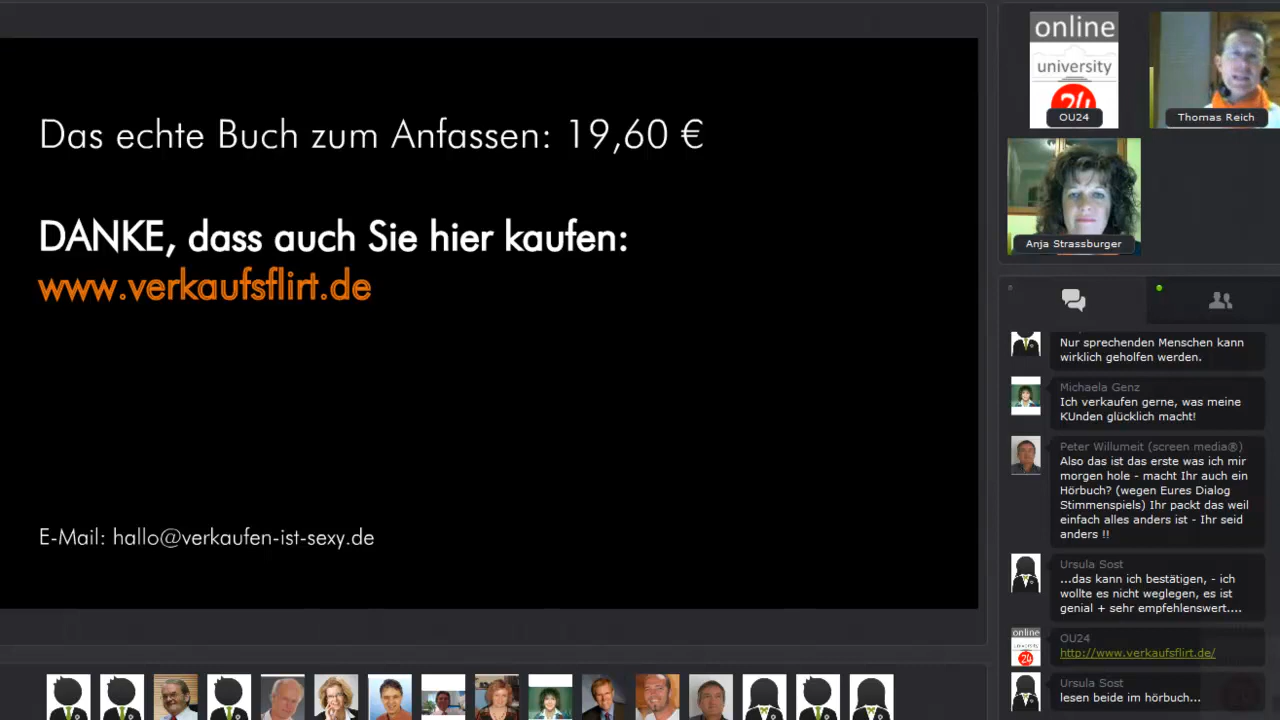 Das echte Buch zum Anfassen: 19,60 €
DANKE, dass auch Sie hier kaufen:
www.verkaufsflirt.de
E-Mail: hallo@verkaufen-ist-sexy.de
online
university
24
OU24
Thomas Reich
Anja Strassburger
Nur sprechenden Menschen kann
wirklich geholfen werden.
Michaela Genz
Ich verkaufen gerne, was meine
KUnden glücklich macht!
Peter Willumeit (screen media®)
Also das ist das erste was ich mir
morgen hole - macht Ihr auch ein
Hörbuch? (wegen Eures Dialog
Stimmenspiels) Ihr packt das weil
einfach alles anders ist - Ihr seid
anders !!
Ursula Sost
...das kann ich bestätigen, - ich
wollte es nicht weglegen, es ist
genial + sehr empfehlenswert....
online
24
OU24
http://www.verkaufsflirt.de/
Ursula Sost
lesen beide im hörbuch...